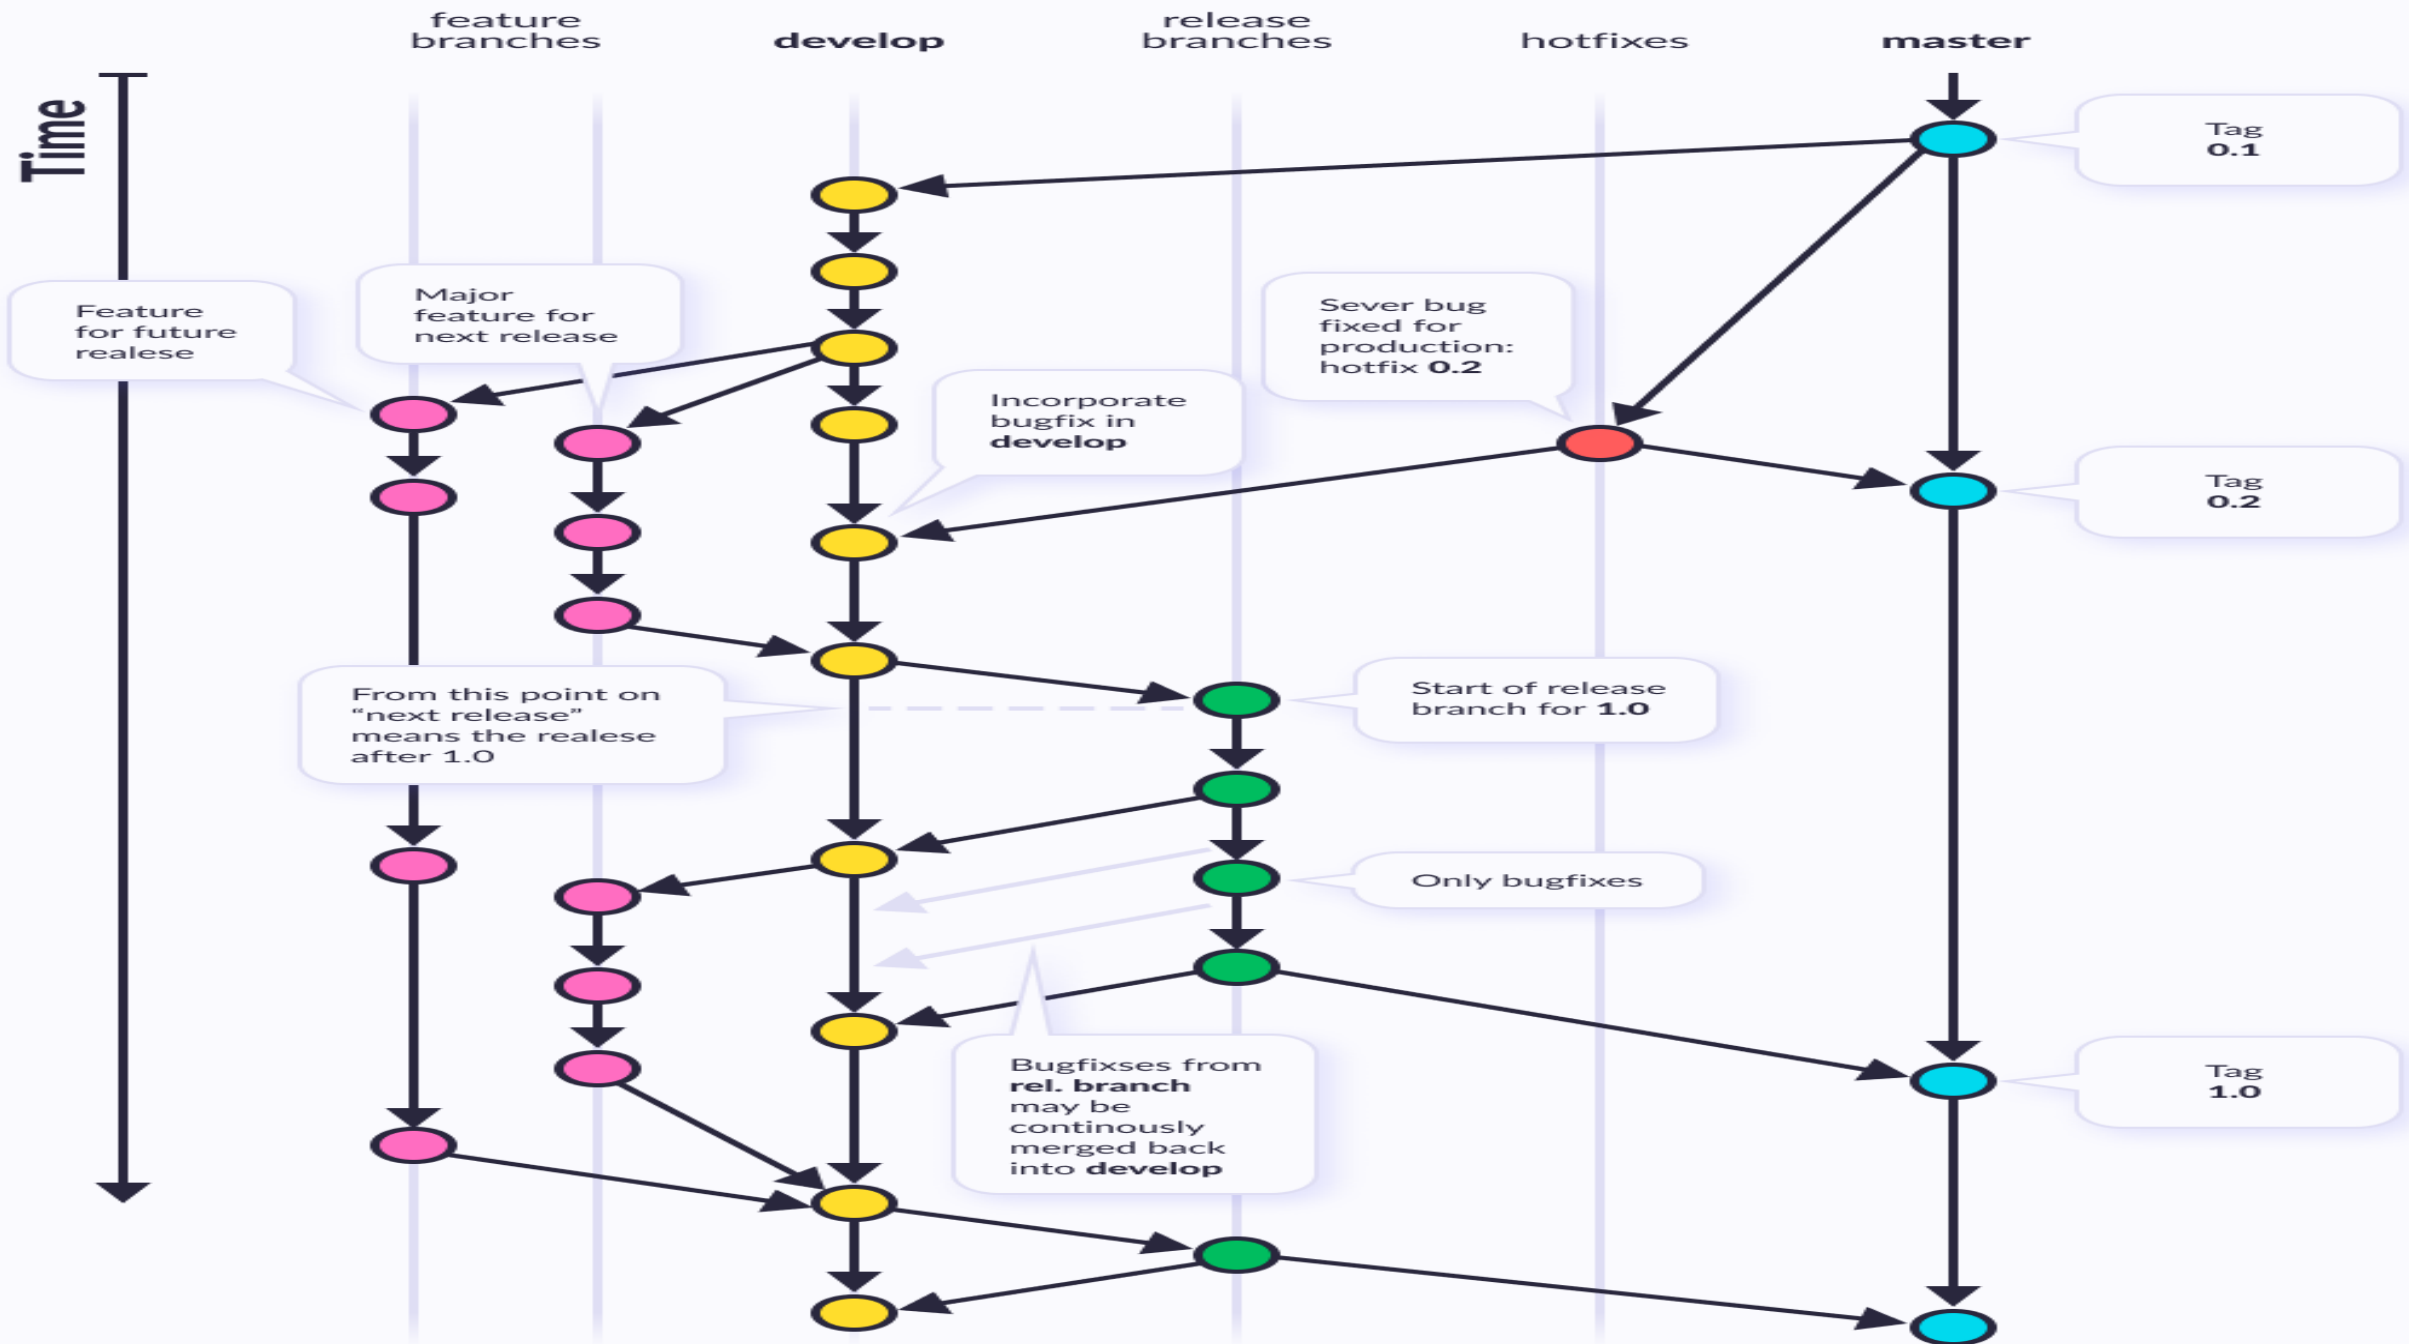 feature
branches
develop
release
branches
hotfixes
master
Time
Tag
0.1
Feature
for future
realese
Major
feature for
next release
Sever bug
fixed for
production:
hotfix 0.2
Incorporate
bugfix in
develop
Tag
0.2
From this point on
“next release”
means the realese
after 1.0
Start of release
branch for 1.0
Only bugfixes
Bugfixses from
rel. branch
may be
continously
merged back
into develop
Tag
1.0